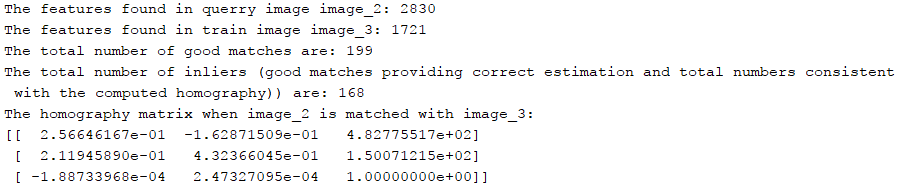 The features found in querry image image_2: 2830
The features found in train image image_3: 1721
The total number of good matches are: 199
The total number of inliers (good matches providing correct estimation and total numbers consistent
with the computed homography)) are: 168
The homography matrix when image_2 is matched with image_3:
[[ 2.56646167e-01 -1.62871509e-01 4.82775517e+02]
[ 2.11945890e-01 4.32366045e-01 1.50071215e+02]
[ -1.88733968e-04 2.47327095e-04 1.00000000e+00]]